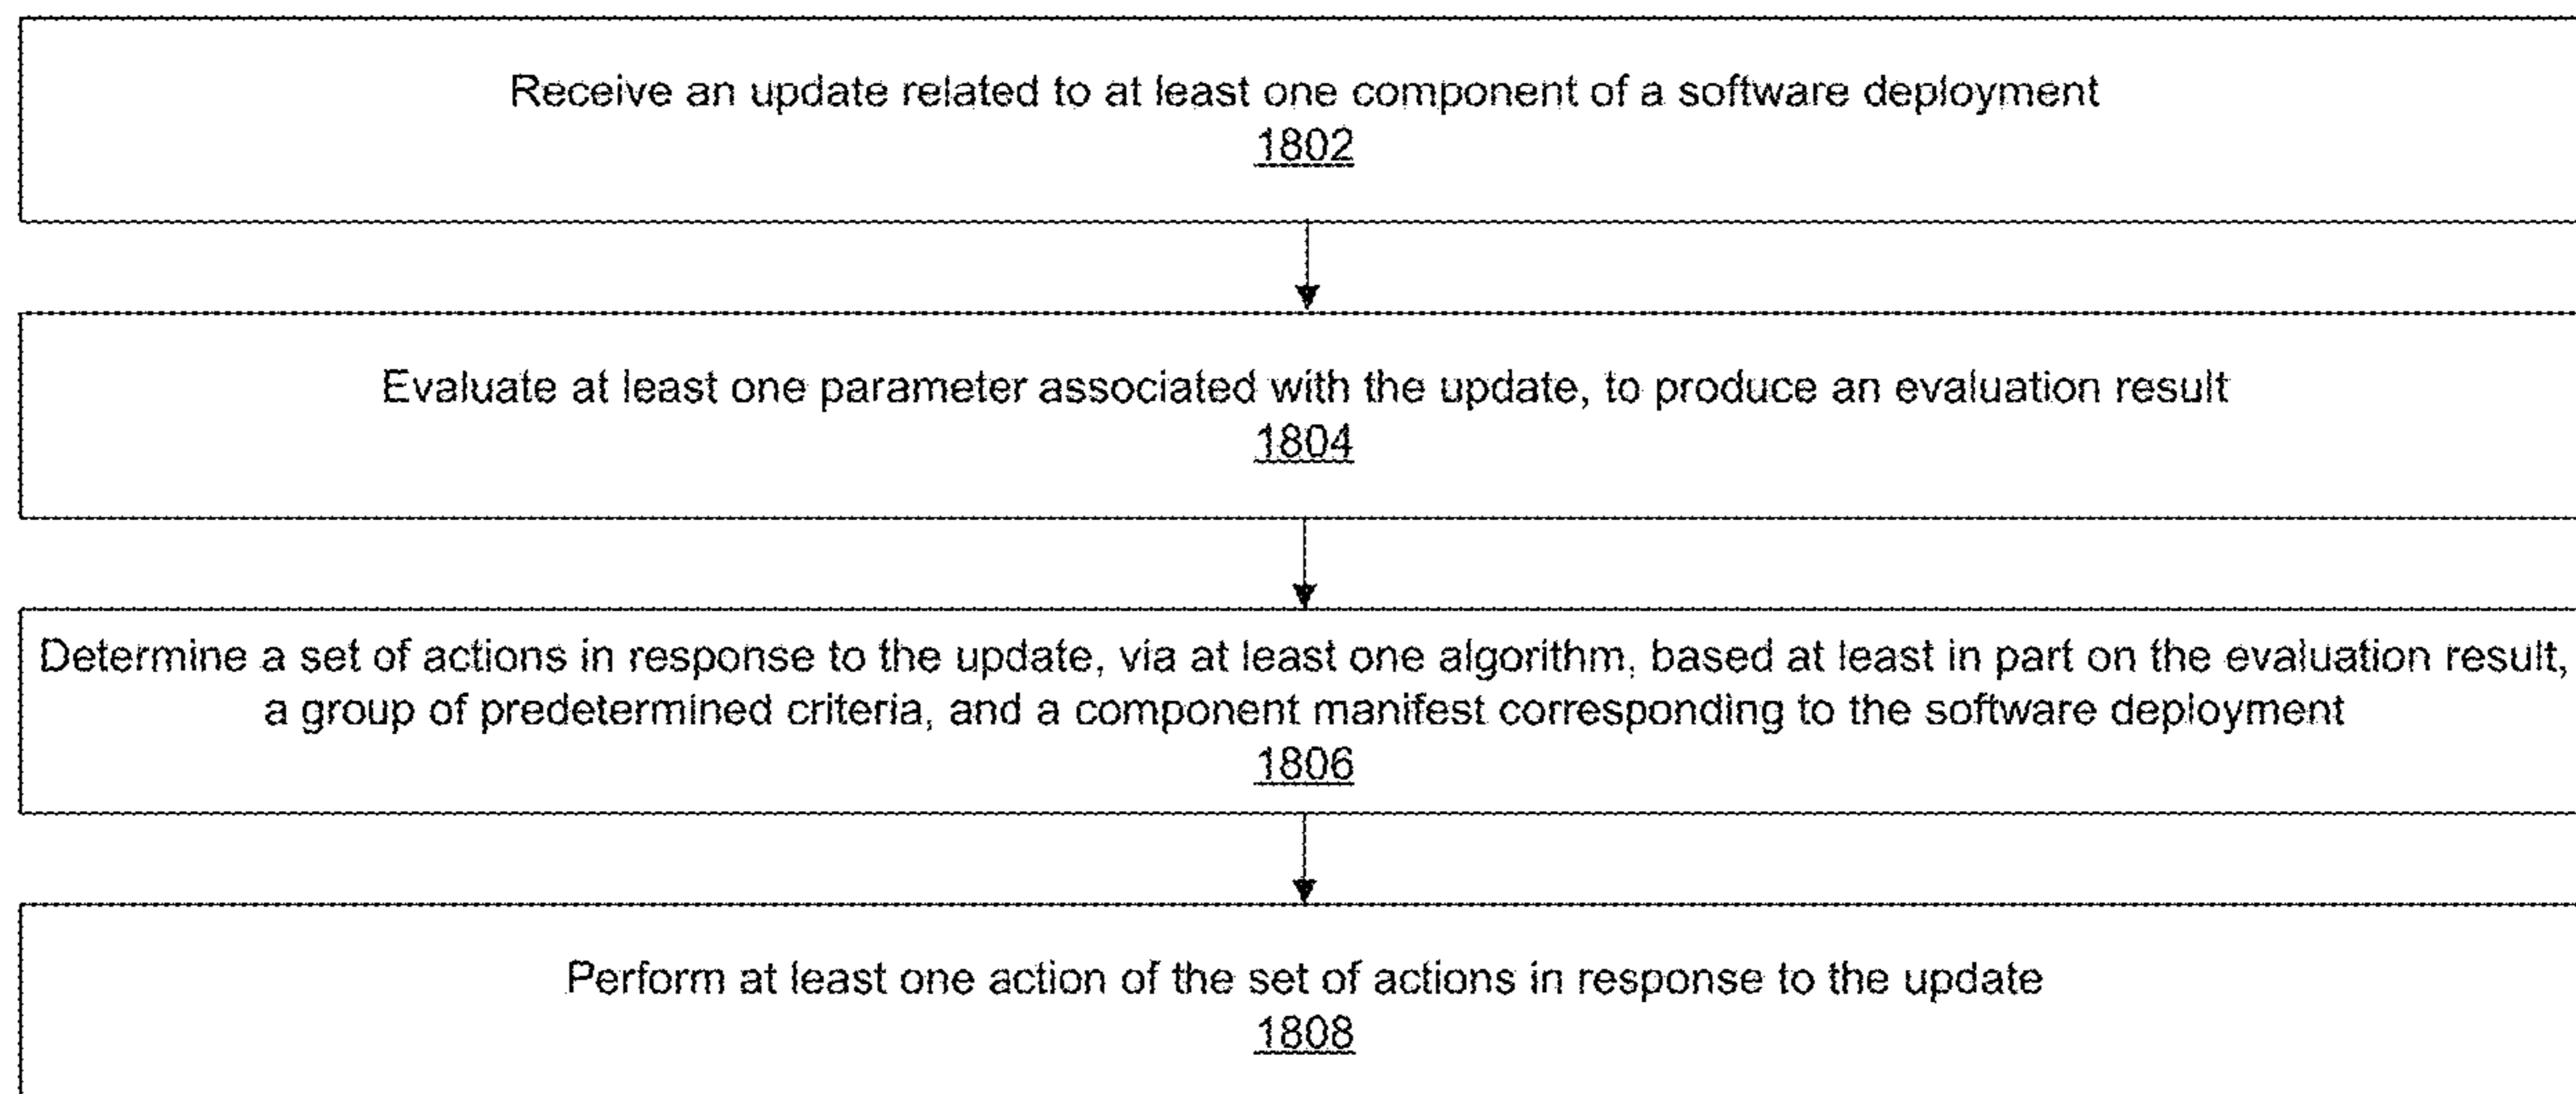 Receive an update related to at least one component of a software deployment
1802
Evaluate at least one parameter associated with the update, to produce an evaluation result
1804
Determine a set of actions in response to the update, via at least one algorithm, based at least in part on the evaluation result,
a group of predetermined criteria, and a component manifest corresponding to the software deployment
1806
Perform at least one action of the set of actions in response to the update
1808